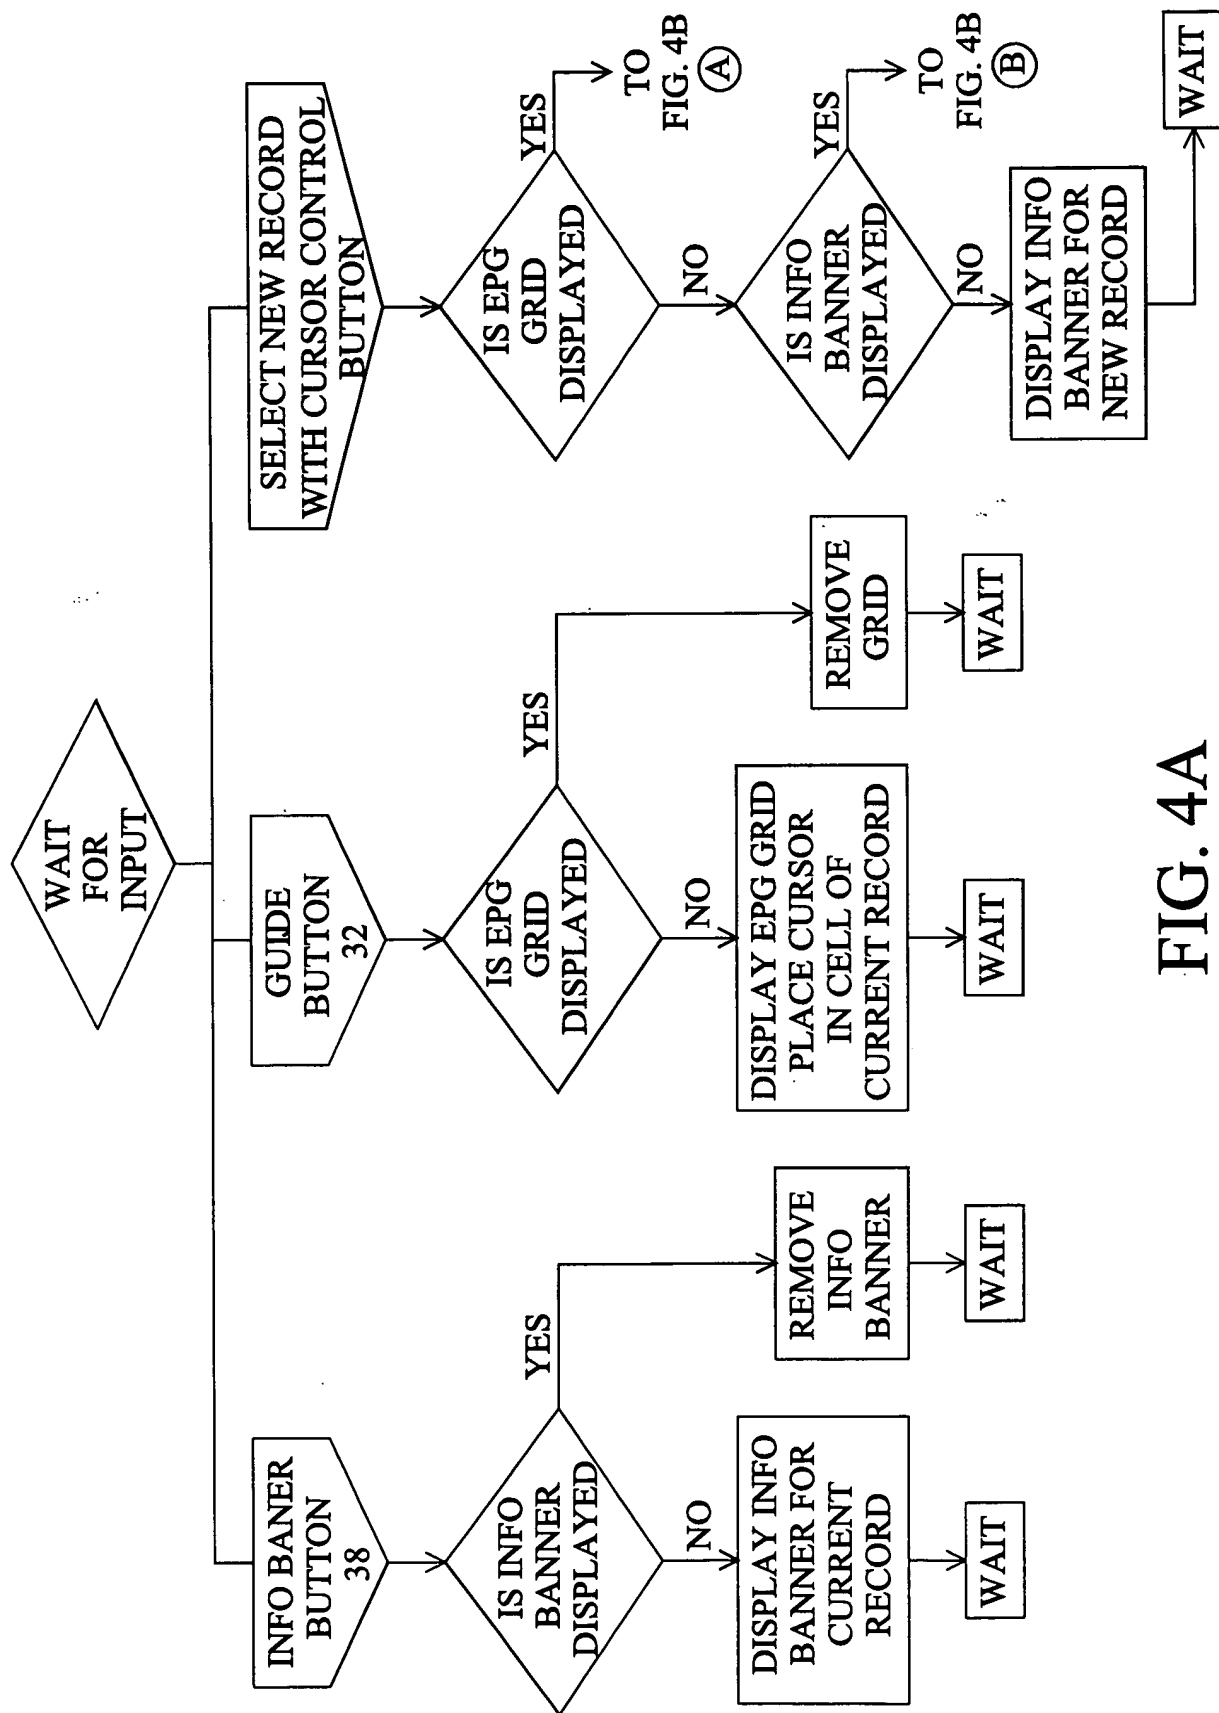 WAIT
FOR
INPUT
INFO BANER
BUTTON
38
IS INFO
BANNER
DISPLAYED
YES
NO
DISPLAY INFO
BANNER FOR
CURRENT
RECORD
WAIT
REMOVE
INFO
BANNER
WAIT
GUIDE
BUTTON
32
IS EPG
GRID
DISPLAYED
YES
NO
DISPLAY EPG GRID
PLACE CURSOR
IN CELL OF
CURRENT RECORD
WAIT
REMOVE
GRID
WAIT
SELECT NEW RECORD
WITH CURSOR CONTROL
BUTTON
IS EPG
GRID
DISPLAYED
YES
TO
FIG. 4B
A
NO
IS INFO
BANNER
DISPLAYED
YES
TO
FIG. 4B
B
NO
DISPLAY INFO
BANNER FOR
NEW RECORD
WAIT
FIG. 4A